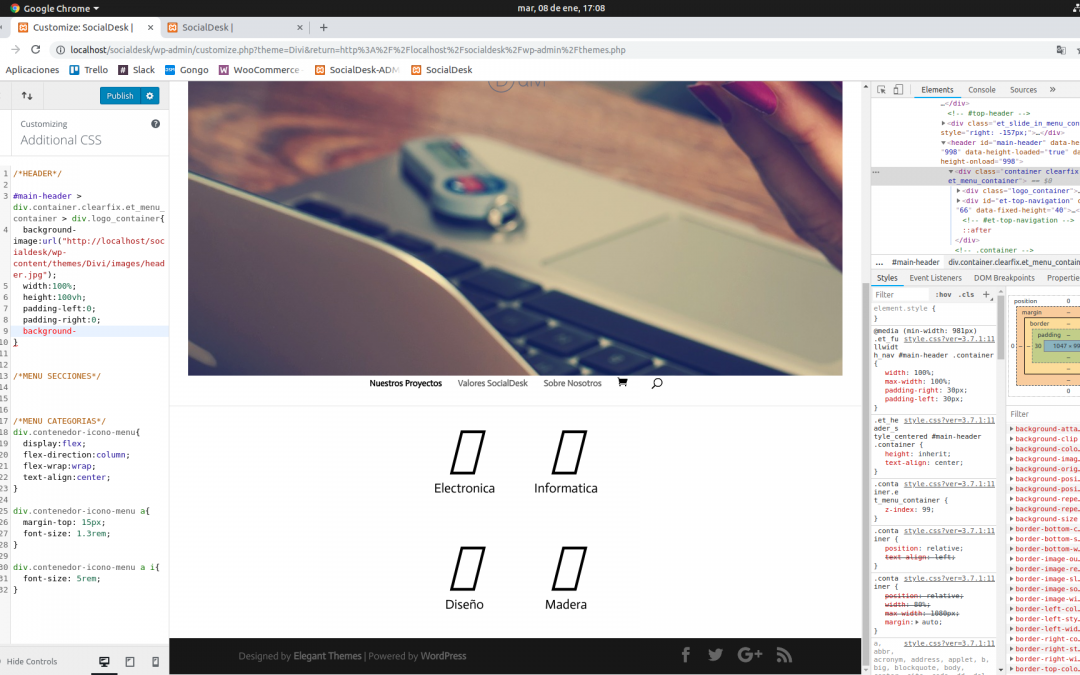 Google Chrome
mar, 08 de ene, 17:08
Customize: SocialDesk |
SocialDesk |
localhost/socialdesk/wp-admin/customize.php?theme=Divi&return=http%3A%2F%2Flocalhost%2Fsocialdesk%2Fwp-admin%2Fthemes.php
Aplicaciones
Trello
Slack
Gongo
WooCommerce
SocialDesk-ADM
SocialDesk
Publish
Customizing
Additional CSS
1 /*HEADER*/
2
3 #main-header >
div.container.clearfix.et_menu_
container > div.logo_container{
4 background-
image:url("http://localhost/soc
ialdesk/wp-
content/themes/Divi/images/head
er.jpg");
5 width:100%;
6 height:100vh;
7 padding-left:0;
8 padding-right:0;
9 background-
10 }
11
12
13 /*MENU SECCIONES*/
14
15
16
17 /*MENU CATEGORIAS*/
18 div.contenedor-icono-menu{
19 display:flex;
20 flex-direction:column;
21 flex-wrap:wrap;
22 text-align:center;
23 }
24
25 div.contenedor-icono-menu a{
26 margin-top: 15px;
27 font-size: 1.3rem;
28 }
29
30 div.contenedor-icono-menu a i{
31 font-size: 5rem;
32 }
Hide Controls
Nuestros Proyectos
Valores SocialDesk
Sobre Nosotros
Electronica
Informatica
Diseño
Madera
Designed by Elegant Themes | Powered by WordPress
Elements
Console
Sources
»
…</div>
<!-- #top-header -->
<div class="et_slide_in_menu_con
style="right: -157px;">…</div>
<header id="main-header" data-he
"998" data-height-loaded="true" da
height-onload="998">
<div class="container clearfix
et_menu_container"> == $0
<div class="logo_container">…
<div id="et-top-navigation" d
"66" data-fixed-height="40">…
<!-- #et-top-navigation -->
::after
</div>
<!-- .container -->
... #main-header div.container.clearfix.et_menu_contain
Styles
Event Listeners
DOM Breakpoints
Propertie
Filter
:hov .cls +
element.style {
}
@media (min-width: 981px)
.et_fu style.css?ver=3.7.1:11
llwidt
h_nav #main-header .container
{
width: 100%;
max-width: 100%;
padding-right: 30px;
padding-left: 30px;
}
.et_he style.css?ver=3.7.1:11
ader_s
tyle_centered #main-header
.container {
height: inherit;
text-align: center;
}
.conta style.css?ver=3.7.1:11
iner.e
t_menu_container {
z-index: 99;
}
.conta style.css?ver=3.7.1:11
iner {
position: relative;
text-align: left;
}
.conta style.css?ver=3.7.1:11
iner {
position: relative;
width: 80%;
max-width: 1080px;
margin: auto;
}
a, style.css?ver=3.7.1:11
abbr,
acronym, address, applet, b,
big, blockquote, body,
position 0
margin –
border –
padding –
0 – – 30 1047 × 99
–
–
–
0
Filter
background-atta…
background-clip
background-colo…
background-imag…
background-orig…
background-posi…
background-posi…
background-repe…
background-repe…
background-size
border-bottom-c…
border-bottom-s…
border-bottom-w…
border-image-ou…
border-image-re…
border-image-sl…
border-image-so…
border-image-wi…
border-left-col…
border-left-sty…
border-left-wid…
border-right-co…
border-right-st…
border-right-wi…
border-top-colo…